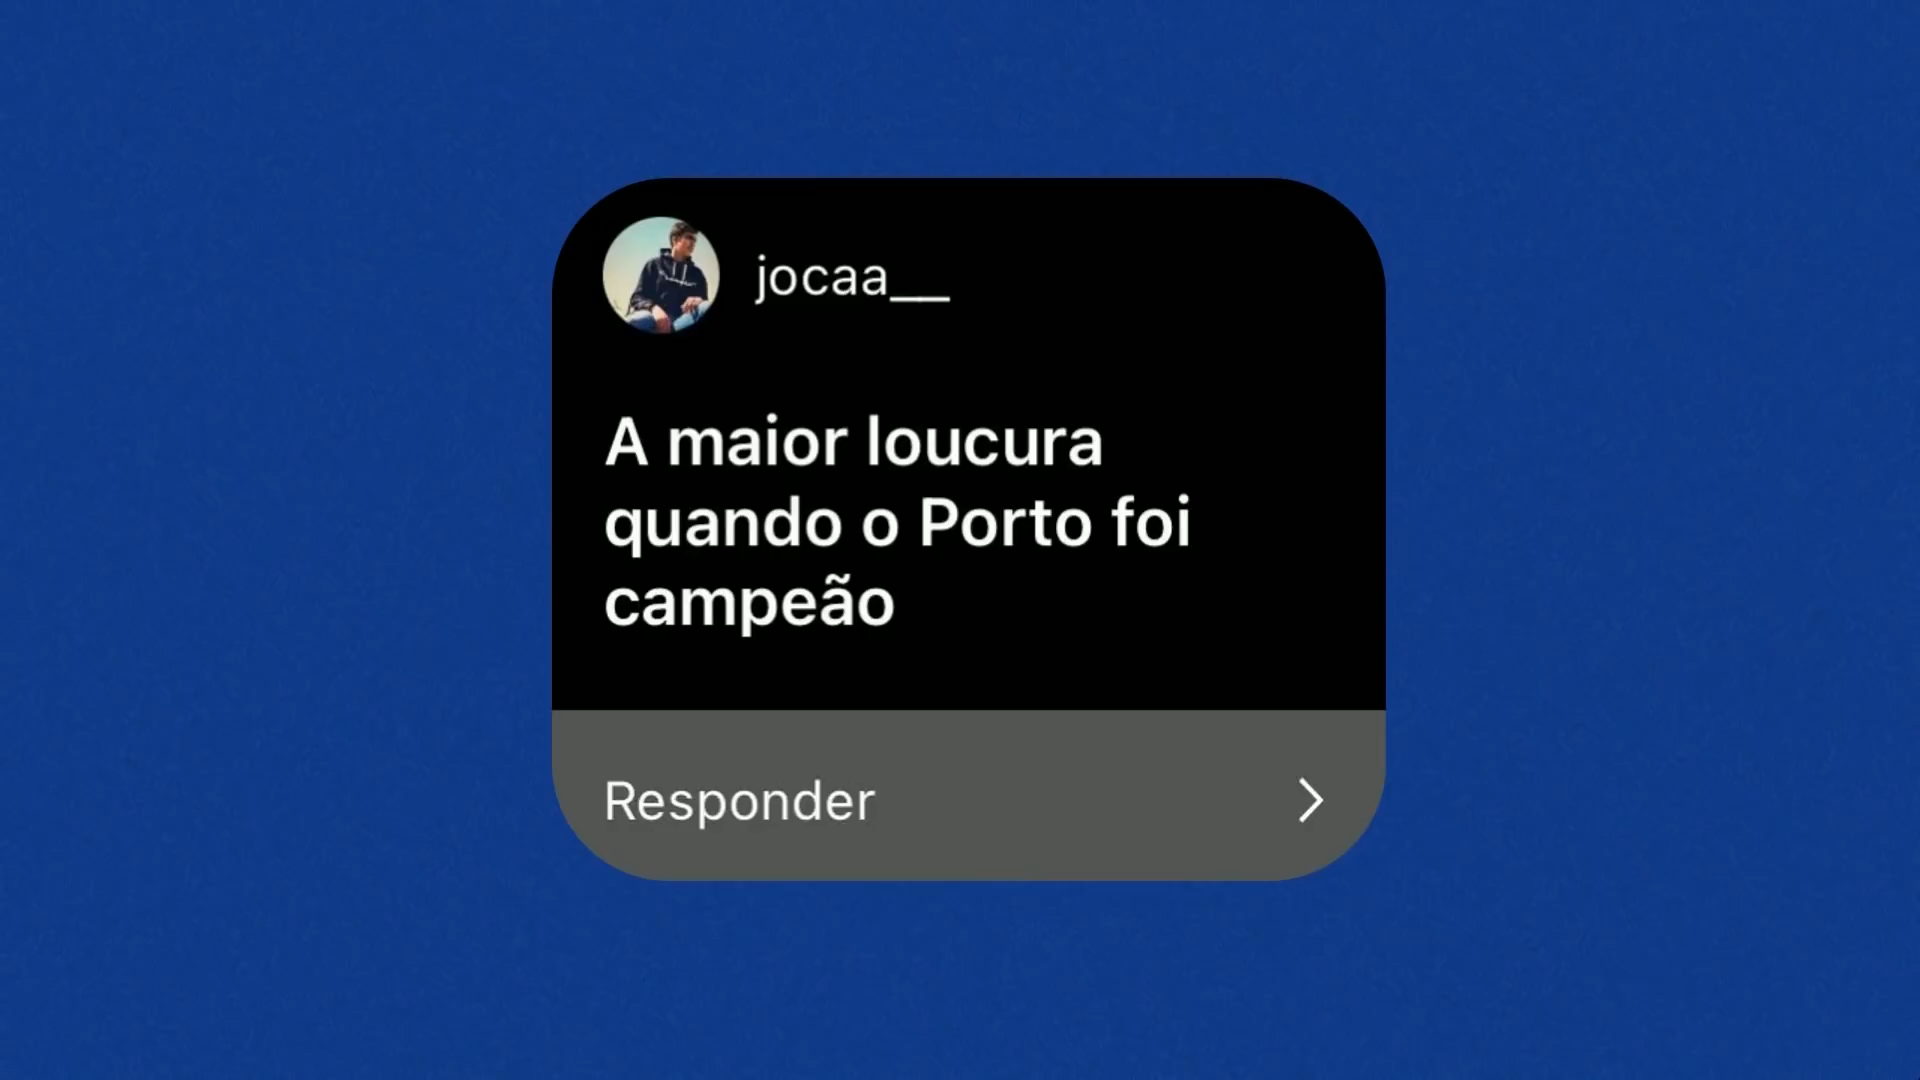 jocaa__
A maior loucura
quando o Porto foi
campeão
Responder